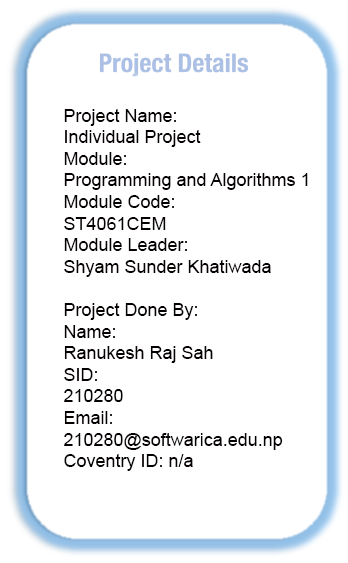 Project Details
Project Name:
Individual Project
Module:
Programming and Algorithms 1
Module Code:
ST4061CEM
Module Leader:
Shyam Sunder Khatiwada
Project Done By:
Name:
Ranukesh Raj Sah
SID:
210280
Email:
210280@softwarica.edu.np
Coventry ID: n/a